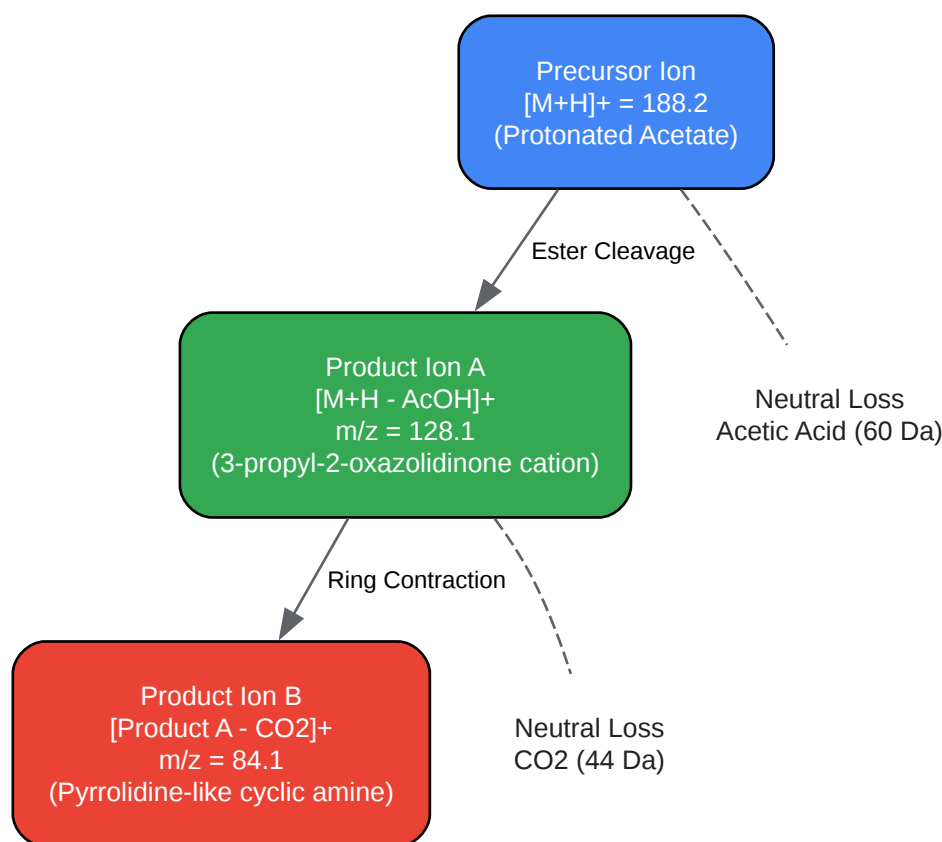 Precursor Ion
[M+H]+ = 188.2
(Protonated Acetate)
Ester Cleavage
Product Ion A
[M+H - AcOH]+
m/z = 128.1
(3-propyl-2-oxazolidinone cation)
Neutral Loss
Acetic Acid (60 Da)
Ring Contraction
Product Ion B
[Product A - CO2]+
m/z = 84.1
(Pyrrolidine-like cyclic amine)
Neutral Loss
CO2 (44 Da)